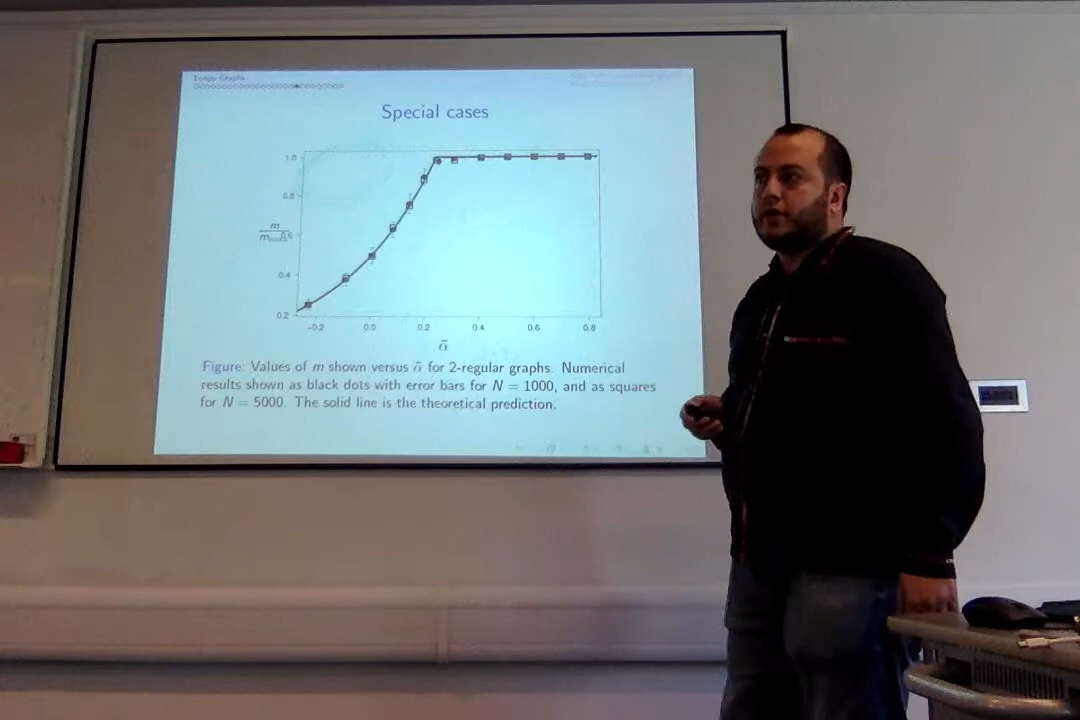 Loopy Graphs
Special cases
1.0
0.8
m
m
0.6
0.4
0.2
−0.2 0.0 0.2 0.4 0.6 0.8
α̃
Figure: Values of m shown versus α̃ for 2-regular graphs. Numerical
results shown as black dots with error bars for N = 1000, and as squares
for N = 5000. The solid line is the theoretical prediction.